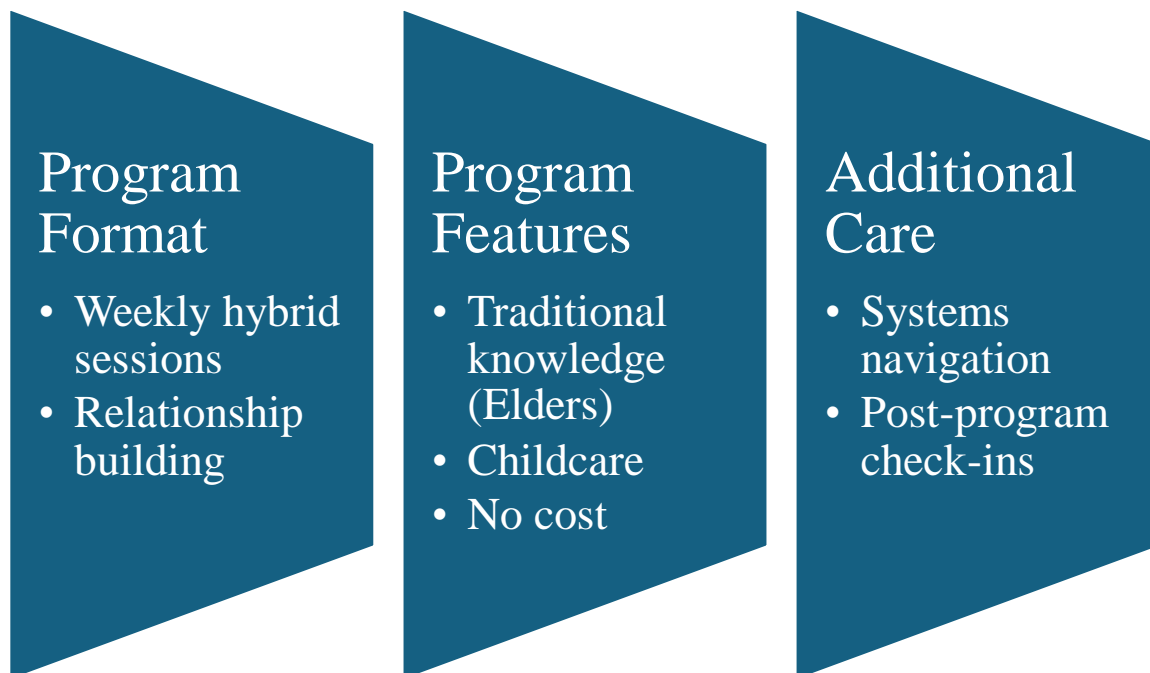 Program
Format
• Weekly hybrid
sessions
• Relationship
building
Program
Features
• Traditional
knowledge
(Elders)
• Childcare
• No cost
Additional
Care
• Systems
navigation
• Post-program
check-ins